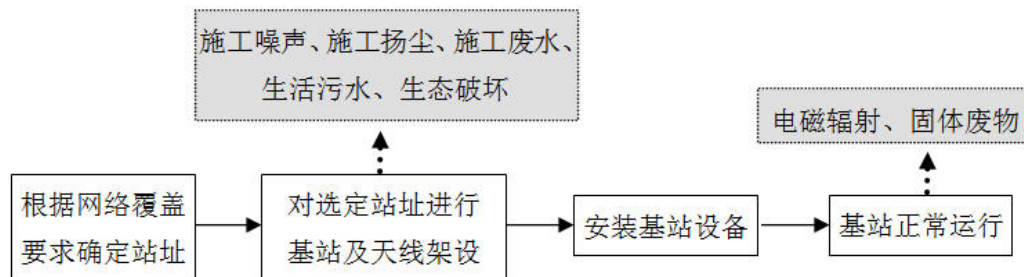 施工噪声、施工扬尘、施工废水、
生活污水、生态破坏
电磁辐射、固体废物
根据网络覆盖
要求确定站址
对选定站址进行
基站及天线架设
安装基站设备
基站正常运行